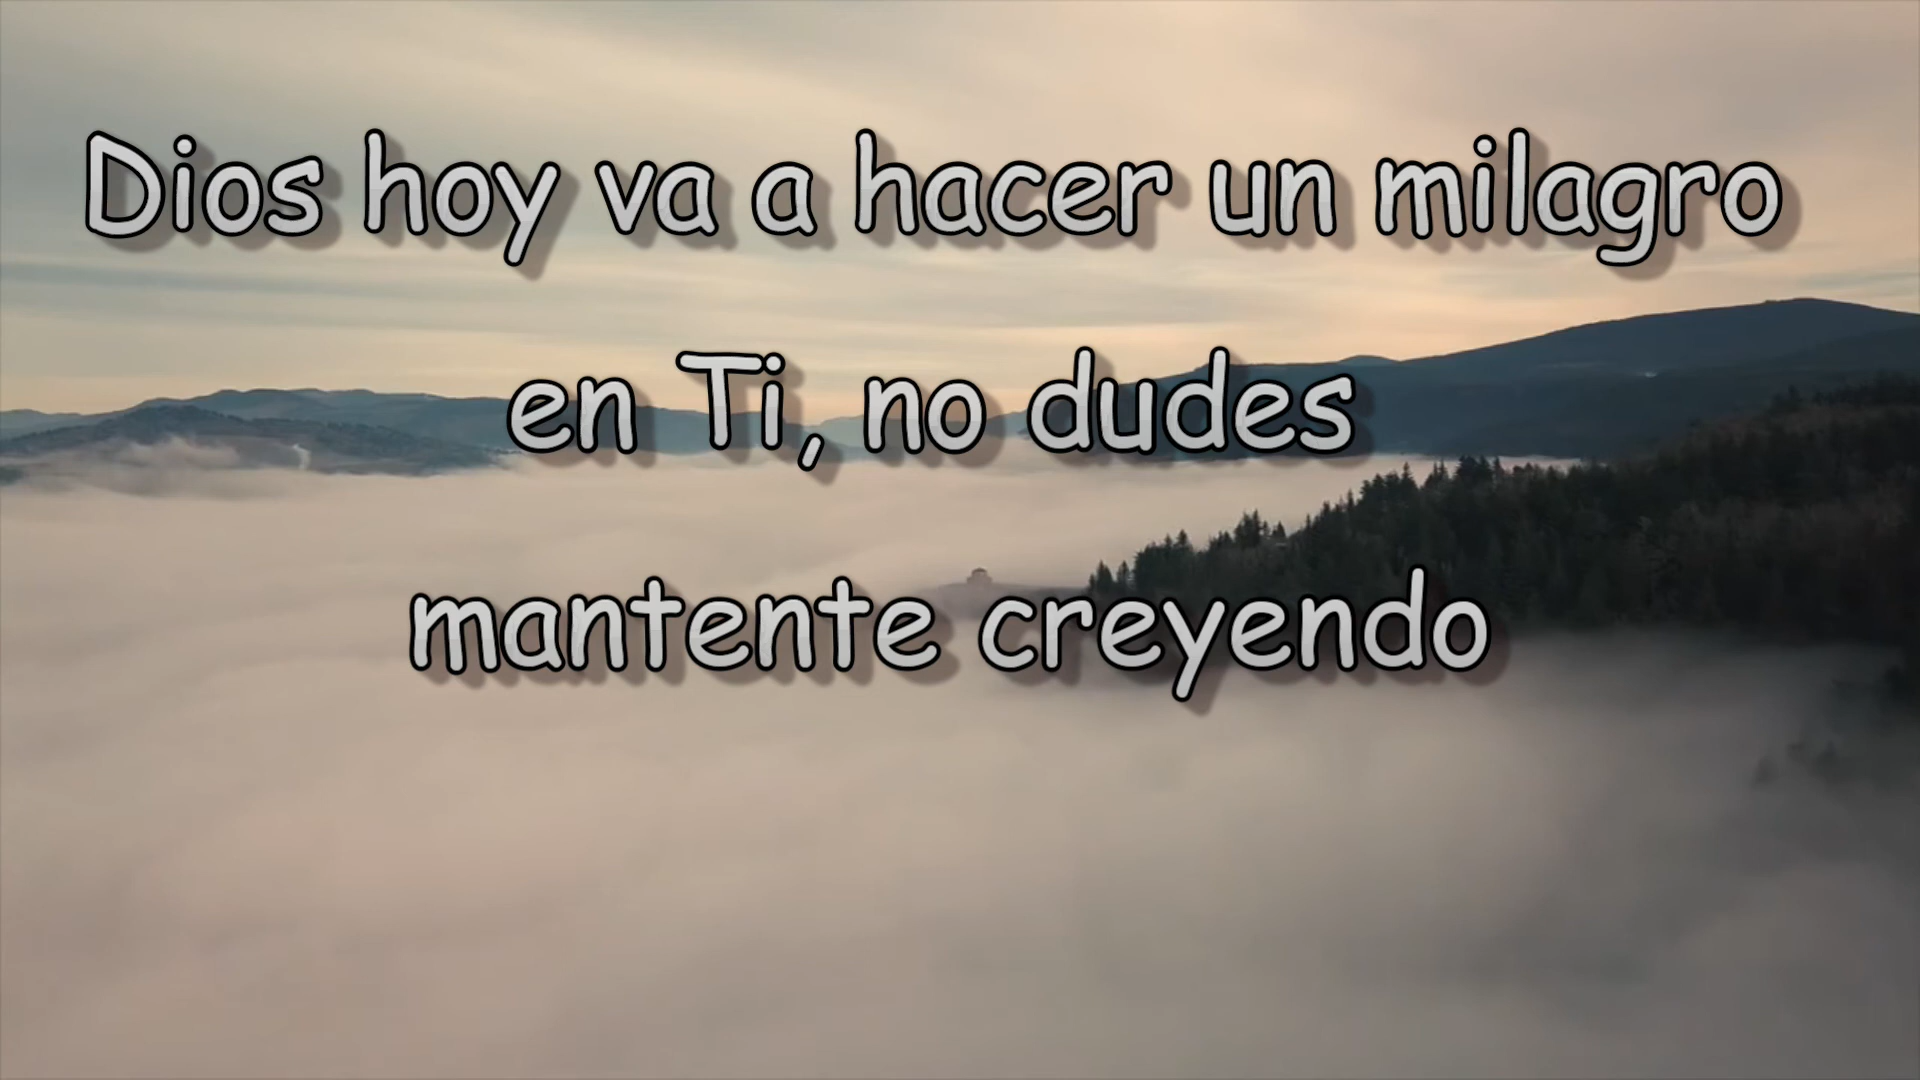 Dios hoy va a hacer un milagro
en Ti, no dudes
mantente creyendo